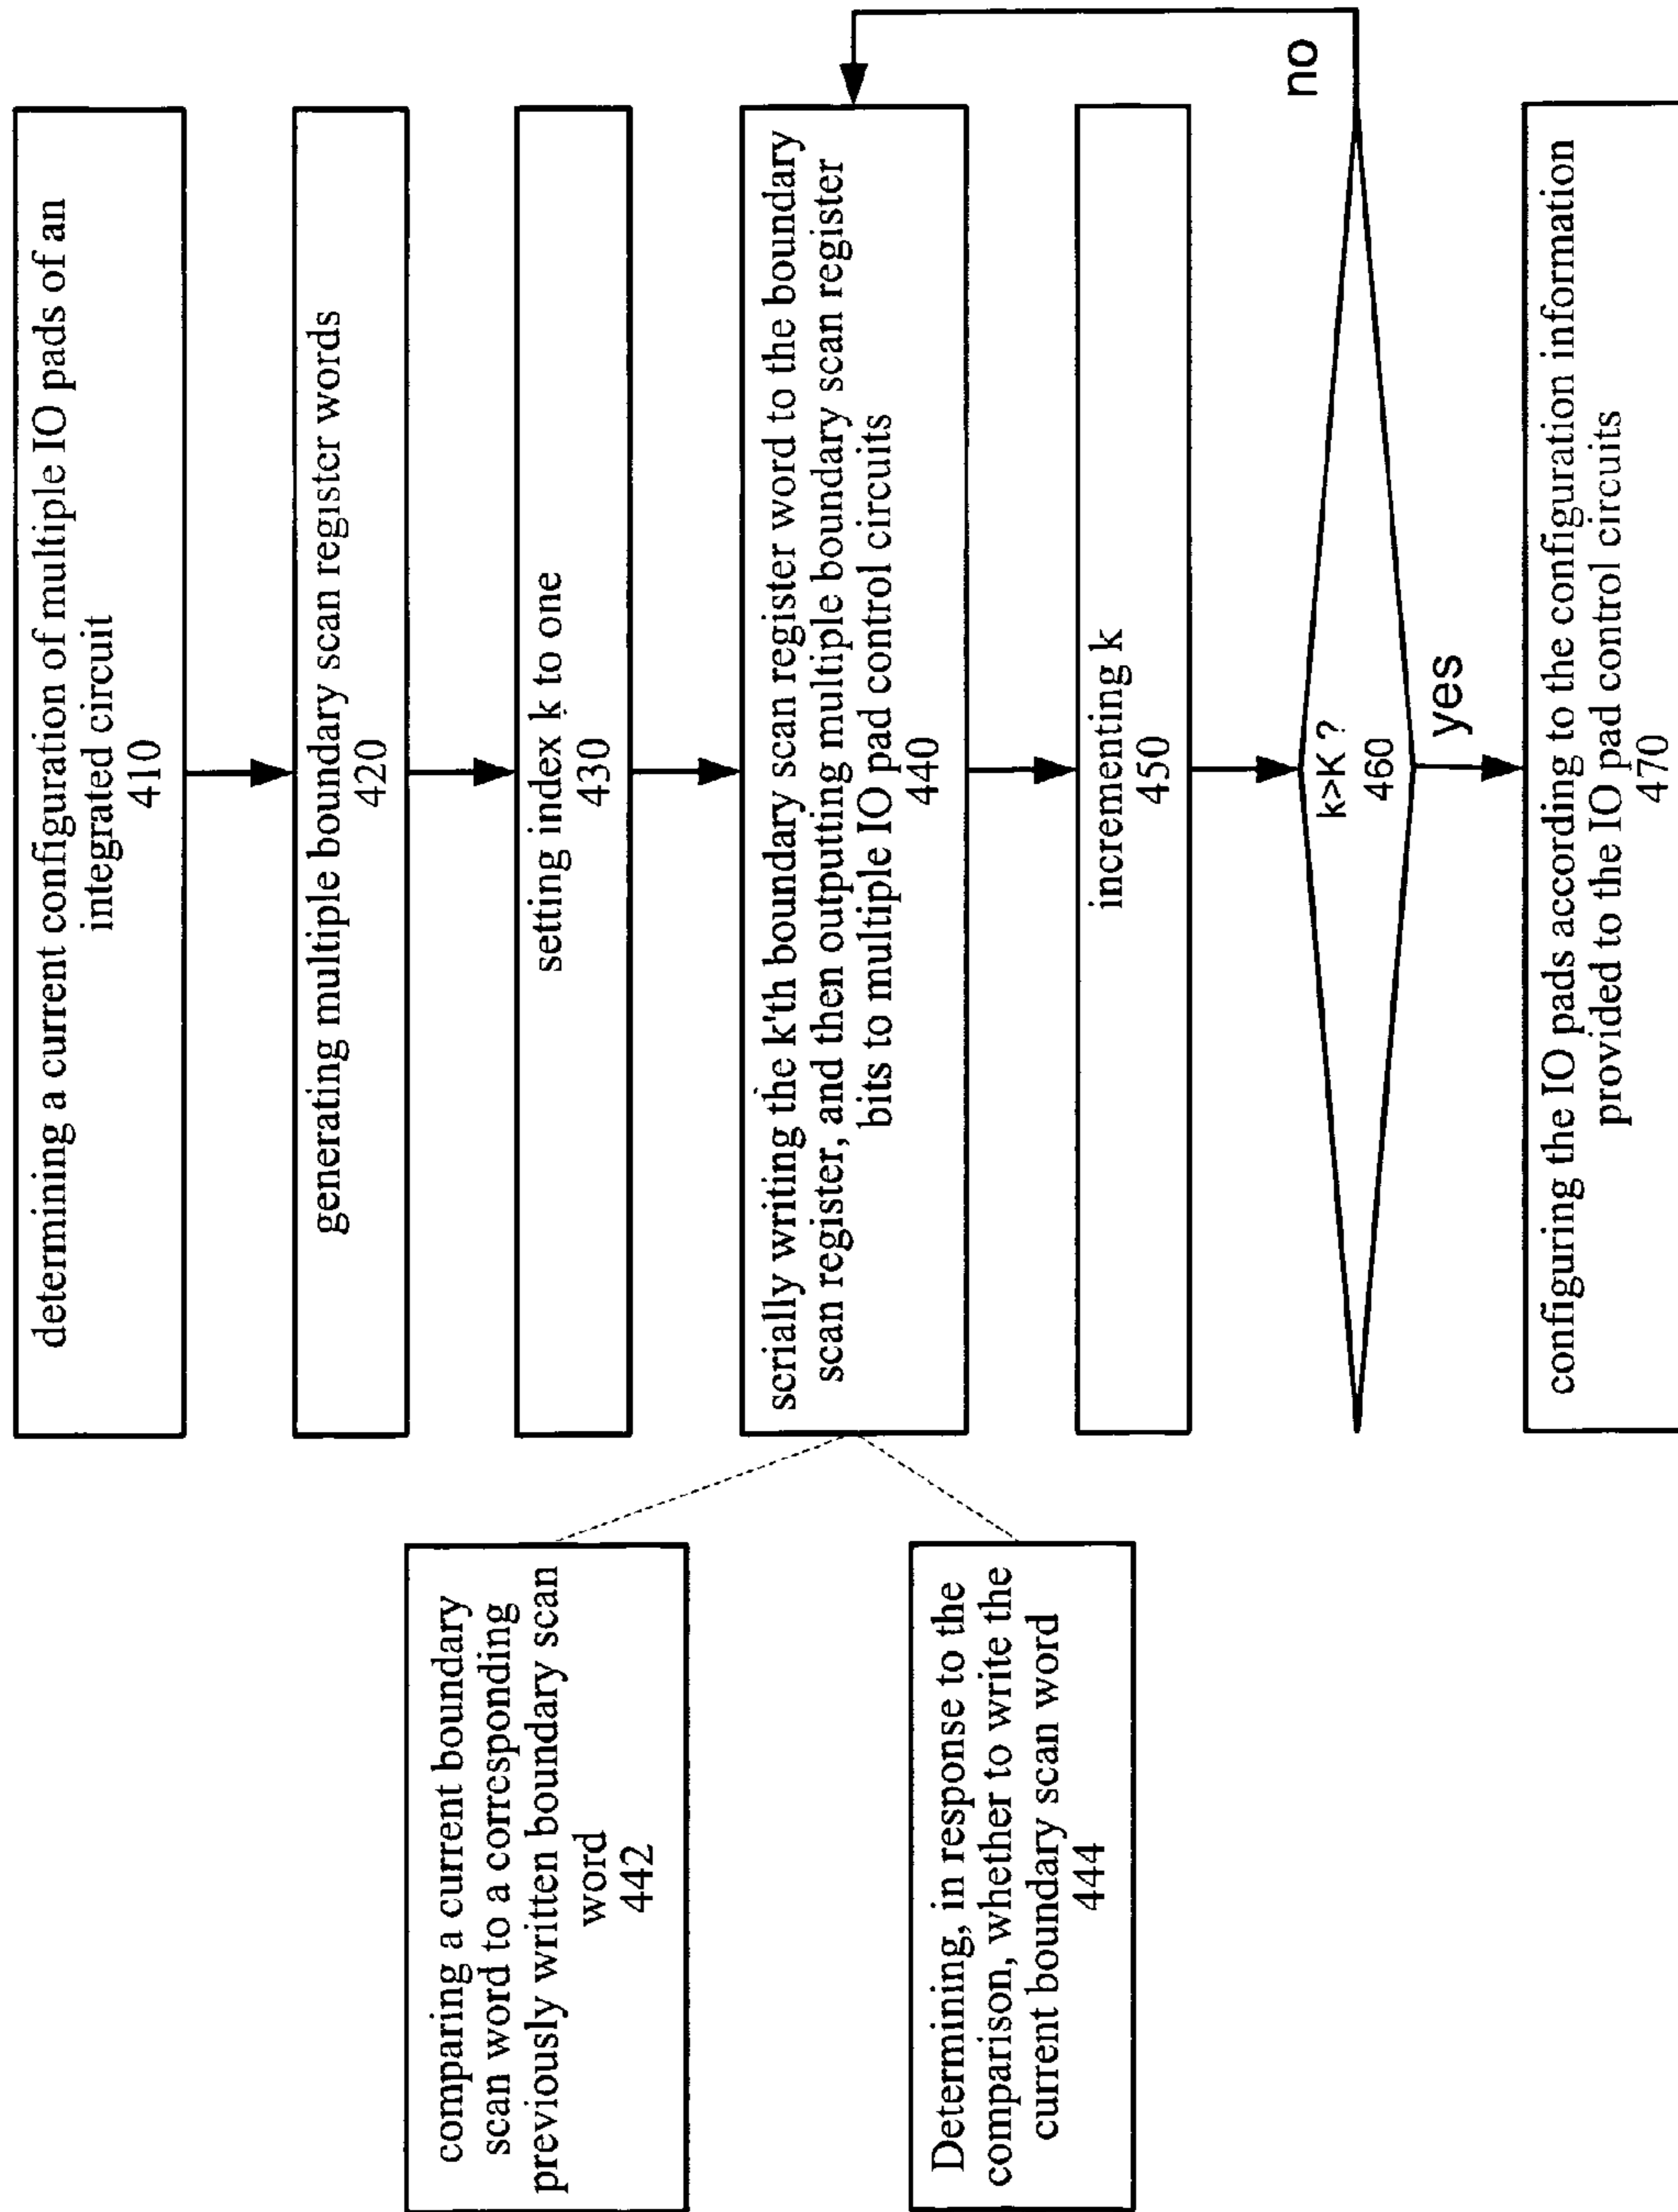 determining a current configuration of multiple IO pads of an
integrated circuit
410
generating multiple boundary scan register words
420
setting index k to one
430
scrially writing the k'th boundary scan register word to the boundary
scan register, and then outputing multiple boundary scan register
bits to multiple IO pad control circuits
440
comparing a current boundary
scan word to a corresponding
previously written boundary scan
word
442
Determining, in response to the
comparison, whether to write the
current boundary scan word
444
incrementing k
450
k>K ?
460
no
yes
configuring the IO pads according to the configuration information
provided to the IO pad control circuits
470